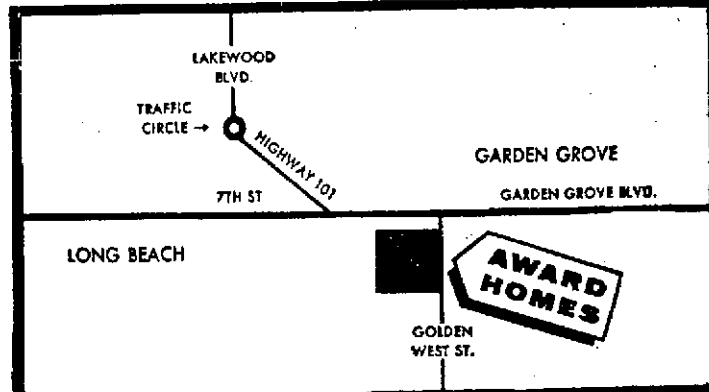 LAKEWOOD
BLVD.
TRAFFIC
CIRCLE →
HIGHWAY 101
GARDEN GROVE
7TH ST
GARDEN GROVE BLVD.
LONG BEACH
AWARD
HOMES
GOLDEN
WEST ST.